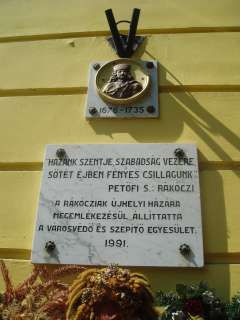 1676-1735
"HAZÁNK SZENTJE, SZABADSÁG VEZÉRE
SÖTÉT ÉJBEN FÉNYES CSILLAGUNK"
PETŐFI S.: RÁKÓCZI
A RÁKÓCZIAK ÚJHELYI HÁZÁRA
MEGEMLÉKEZÉSÜL ÁLLÍTTATTA
A VÁROSVÉDŐ ÉS SZÉPÍTŐ EGYESÜLET.
1991.